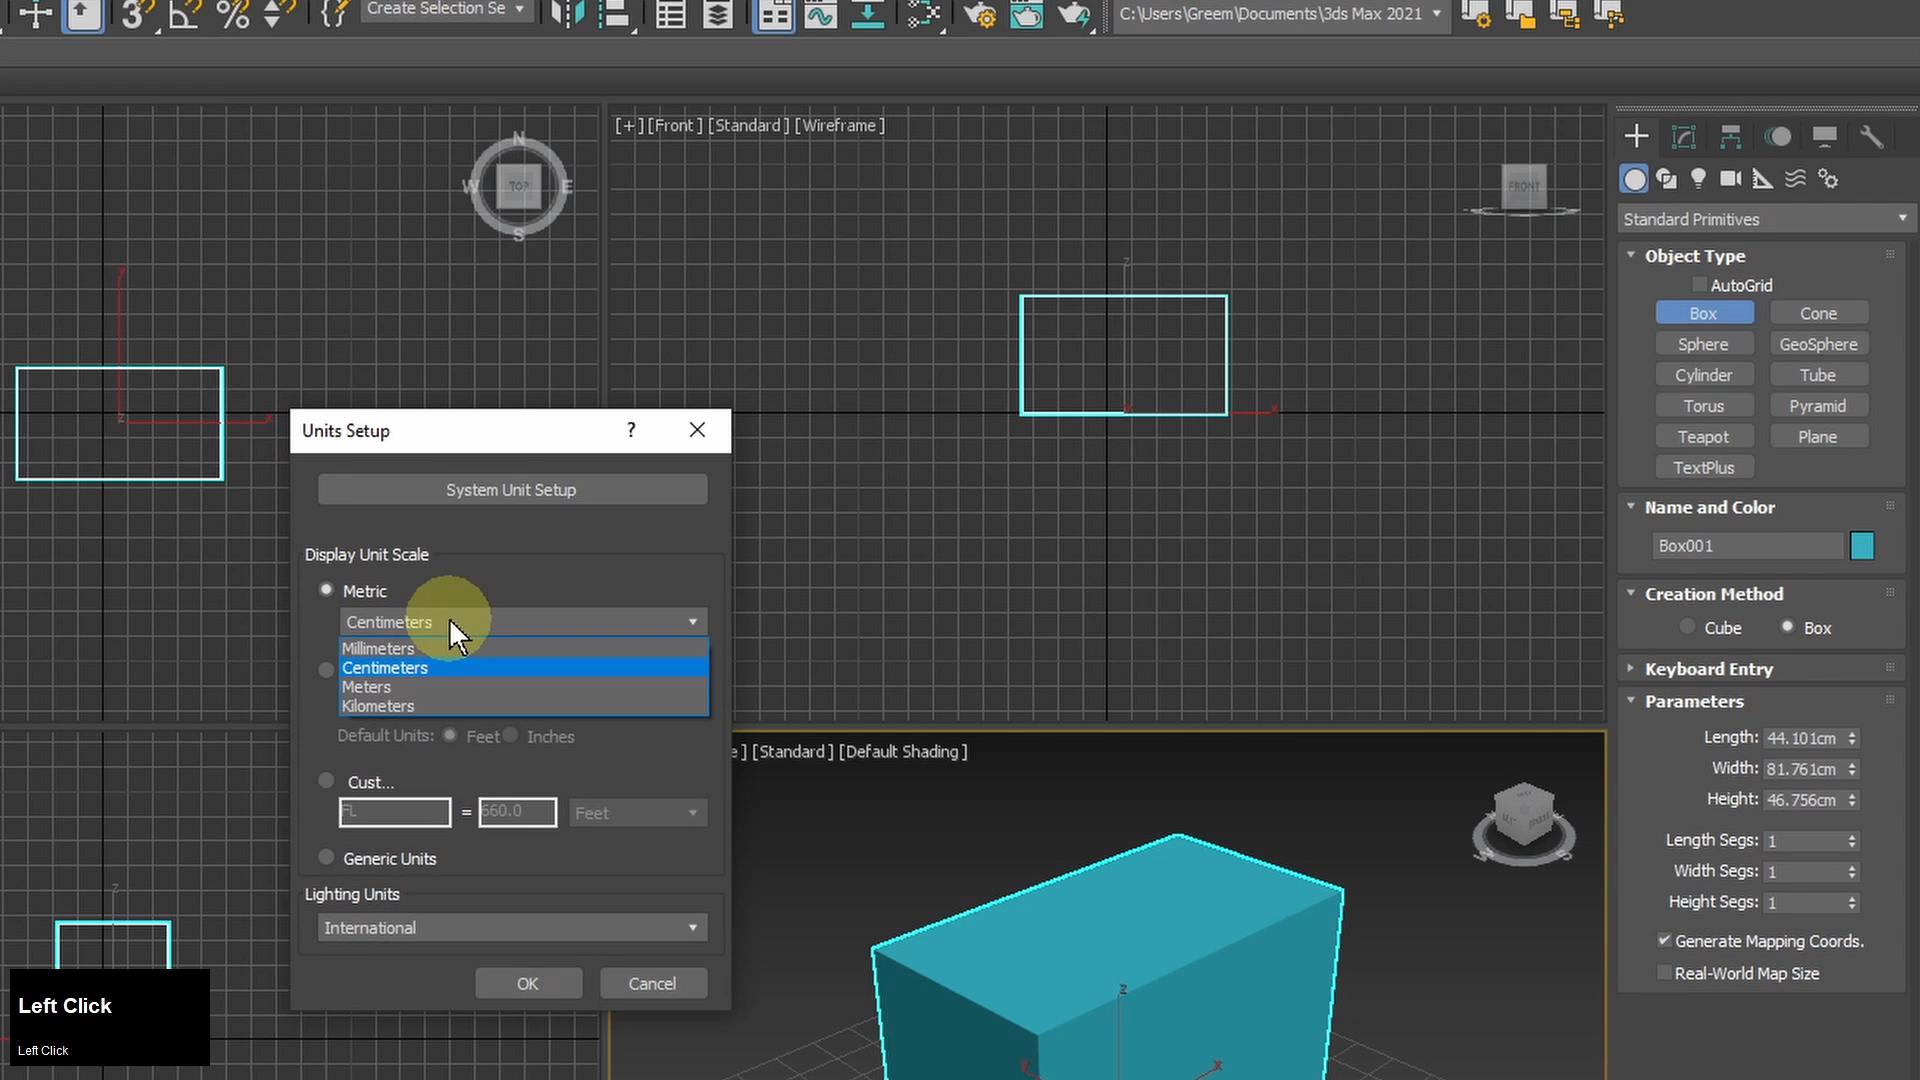 Create Selection Se
C:\Users\Greem\Documents\3ds Max 2021
[+][Front][Standard][Wireframe]
N
W TOP E
S
FRONT
y
x
z
z
x
x
Standard Primitives
Object Type
AutoGrid
Box Cone
Sphere GeoSphere
Cylinder Tube
Torus Pyramid
Teapot Plane
TextPlus
Name and Color
Box001
Creation Method
Cube Box
Keyboard Entry
Parameters
Length: 44.101cm
Width: 81.761cm
Height: 46.756cm
Length Segs: 1
Width Segs: 1
Height Segs: 1
Generate Mapping Coords.
Real-World Map Size
Units Setup ?
System Unit Setup
Display Unit Scale
Metric
Centimeters
Millimeters
Centimeters
Meters
Kilometers
Default Units: Feet Inches
Cust...
FL = 660.0 Feet
Generic Units
Lighting Units
International
OK Cancel
e][Standard][Default Shading]
z
z
y
x
Left Click
Left Click